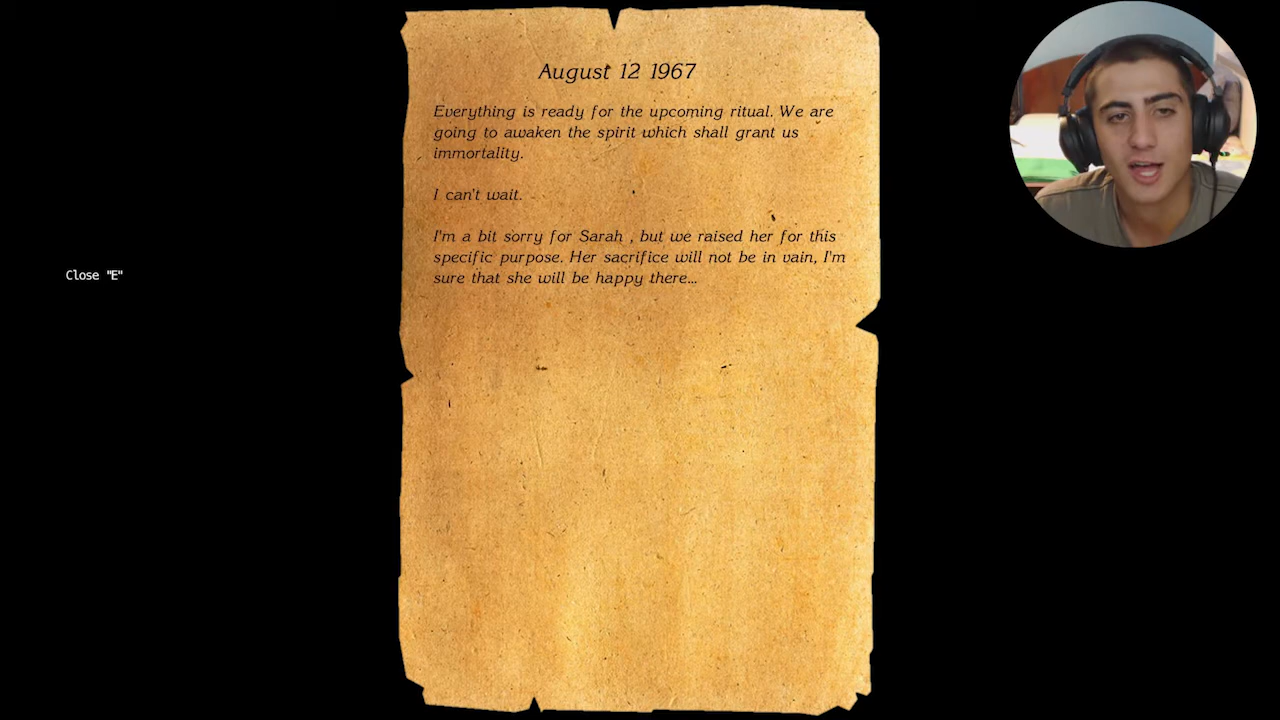 August 12 1967
Everything is ready for the upcoming ritual. We are
going to awaken the spirit which shall grant us
immortality.
I can't wait.
I'm a bit sorry for Sarah , but we raised her for this
specific purpose. Her sacrifice will not be in vain, I'm
sure that she will be happy there...
Close "E"